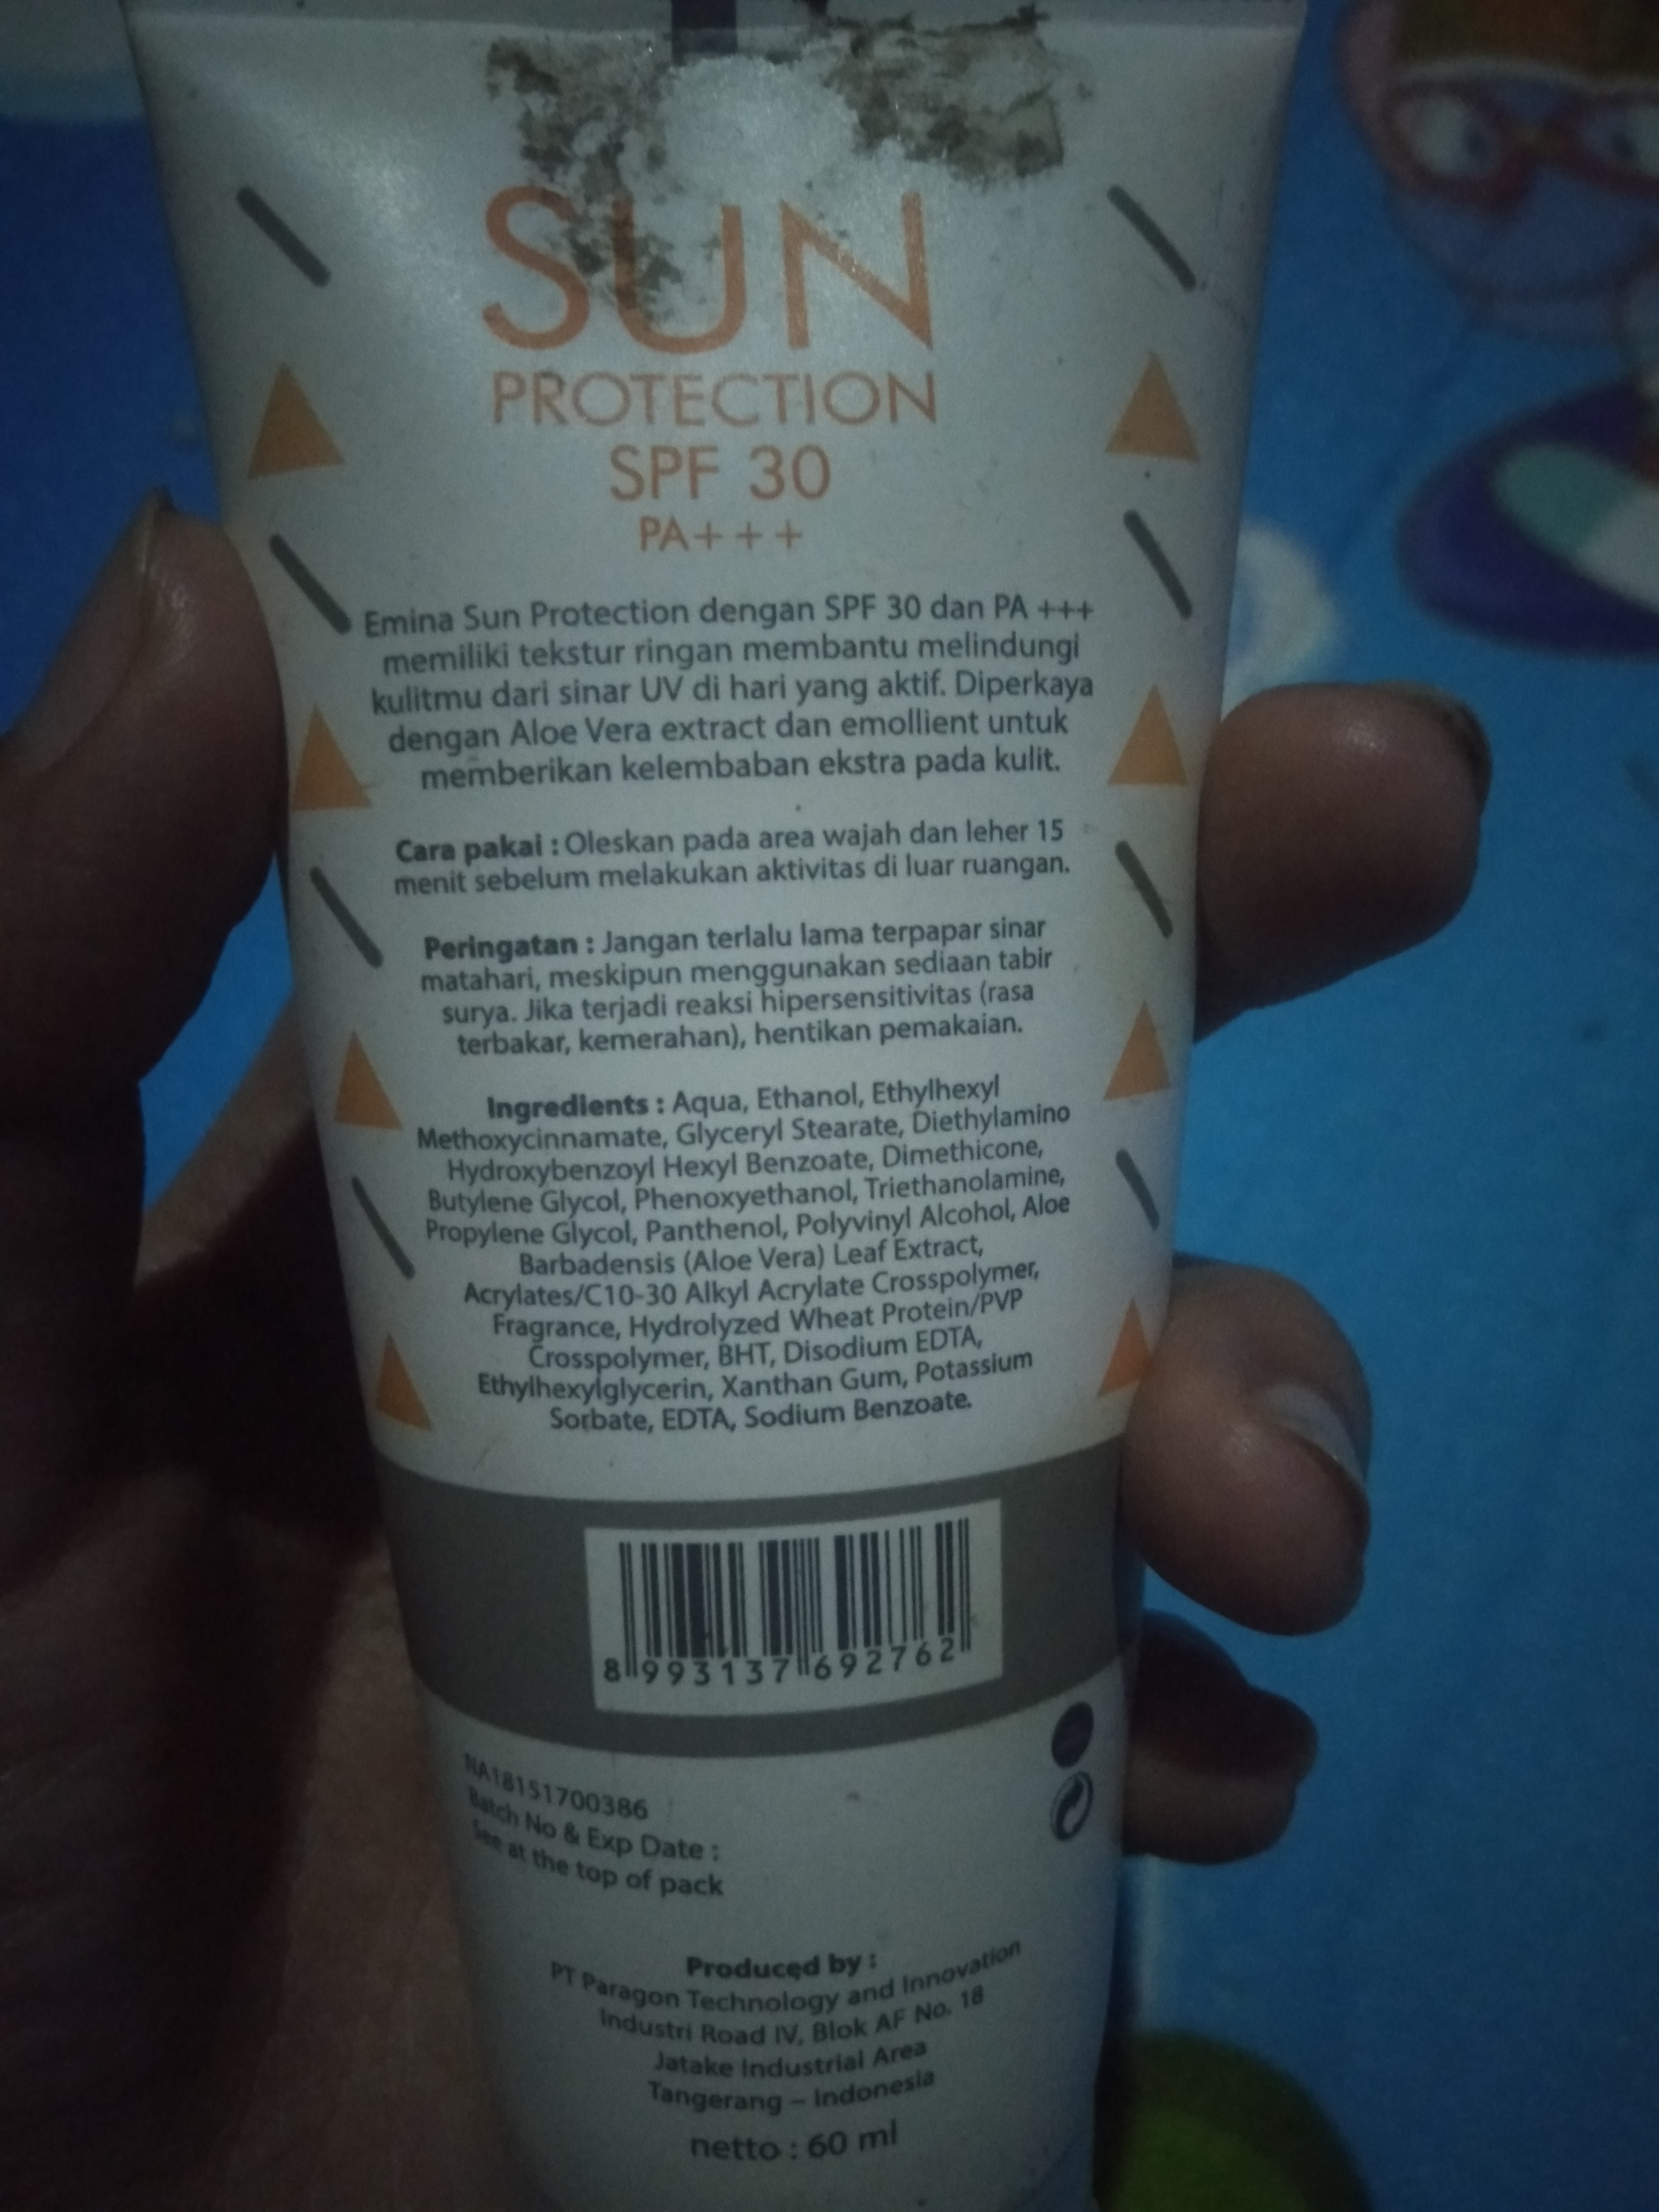 SUN
PROTECTION
SPF 30
PA+++
Emina Sun Protection dengan SPF 30 dan PA +++
memiliki tekstur ringan membantu melindungi
kulitmu dari sinar UV di hari yang aktif. Diperkaya
dengan Aloe Vera extract dan emollient untuk
memberikan kelembaban ekstra pada kulit.
Cara pakai : Oleskan pada area wajah dan leher 15
menit sebelum melakukan aktivitas di luar ruangan.
Peringatan : Jangan terlalu lama terpapar sinar
matahari, meskipun menggunakan sediaan tabir
surya. Jika terjadi reaksi hipersensitivitas (rasa
terbakar, kemerahan), hentikan pemakaian.
Ingredients : Aqua, Ethanol, Ethylhexyl
Methoxycinnamate, Glyceryl Stearate, Diethylamino
Hydroxybenzoyl Hexyl Benzoate, Dimethicone,
Butylene Glycol, Phenoxyethanol, Triethanolamine,
Propylene Glycol, Panthenol, Polyvinyl Alcohol, Aloe
Barbadensis (Aloe Vera) Leaf Extract,
Acrylates/C10-30 Alkyl Acrylate Crosspolymer,
Fragrance, Hydrolyzed Wheat Protein/PVP
Crosspolymer, BHT, Disodium EDTA,
Ethylhexylglycerin, Xanthan Gum, Potassium
Sorbate, EDTA, Sodium Benzoate.
8 993137 692762
NA18151700386
Batch No & Exp Date :
See at the top of pack
Produced by :
PT Paragon Technology and Innovation
Industri Road IV, Blok AF No. 18
Jatake Industrial Area
Tangerang – Indonesia
netto : 60 ml